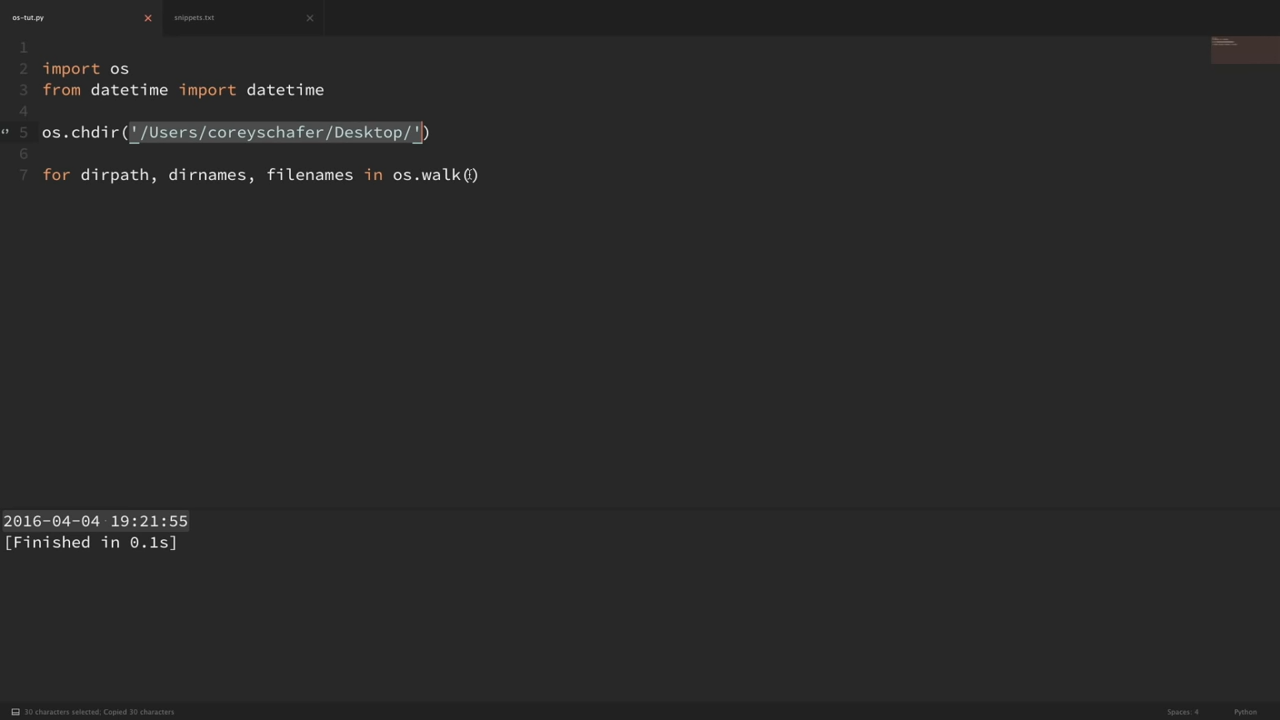 os-tut.py
snippets.txt
1
2 import os
3 from datetime import datetime
4
5 os.chdir('/Users/coreyschafer/Desktop/')
6
7 for dirpath, dirnames, filenames in os.walk()
2016-04-04 19:21:55
[Finished in 0.1s]
30 characters selected; Copied 30 characters
Spaces: 4
Python